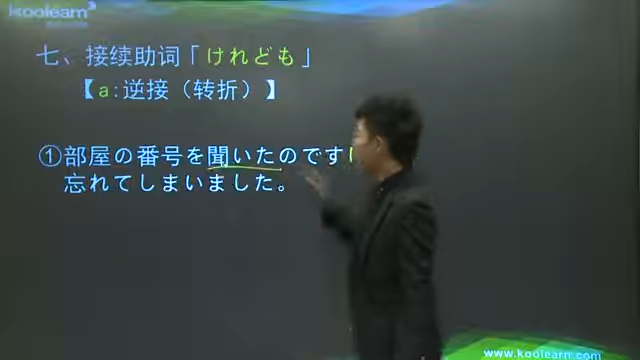 koolearn
七、接续助词「けれども」
【a:逆接（转折）】
①部屋の番号を聞いたのです
忘れてしまいました。
www.koolearn.com